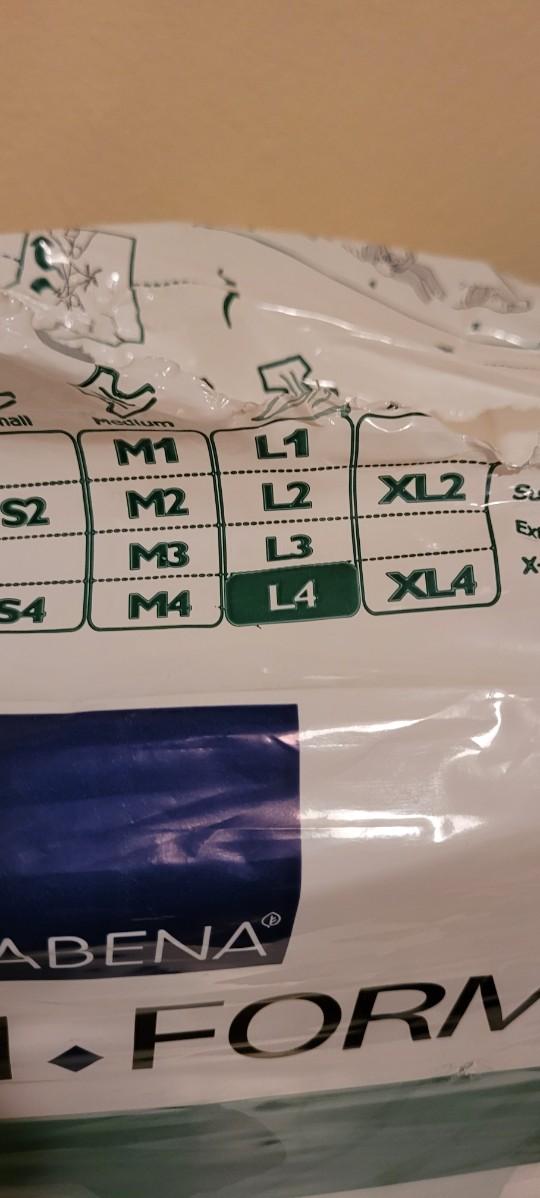 Medium
M1 L1
S2 M2 L2 XL2
M3 L3
S4 M4 L4 XL4
ABENA
FORM